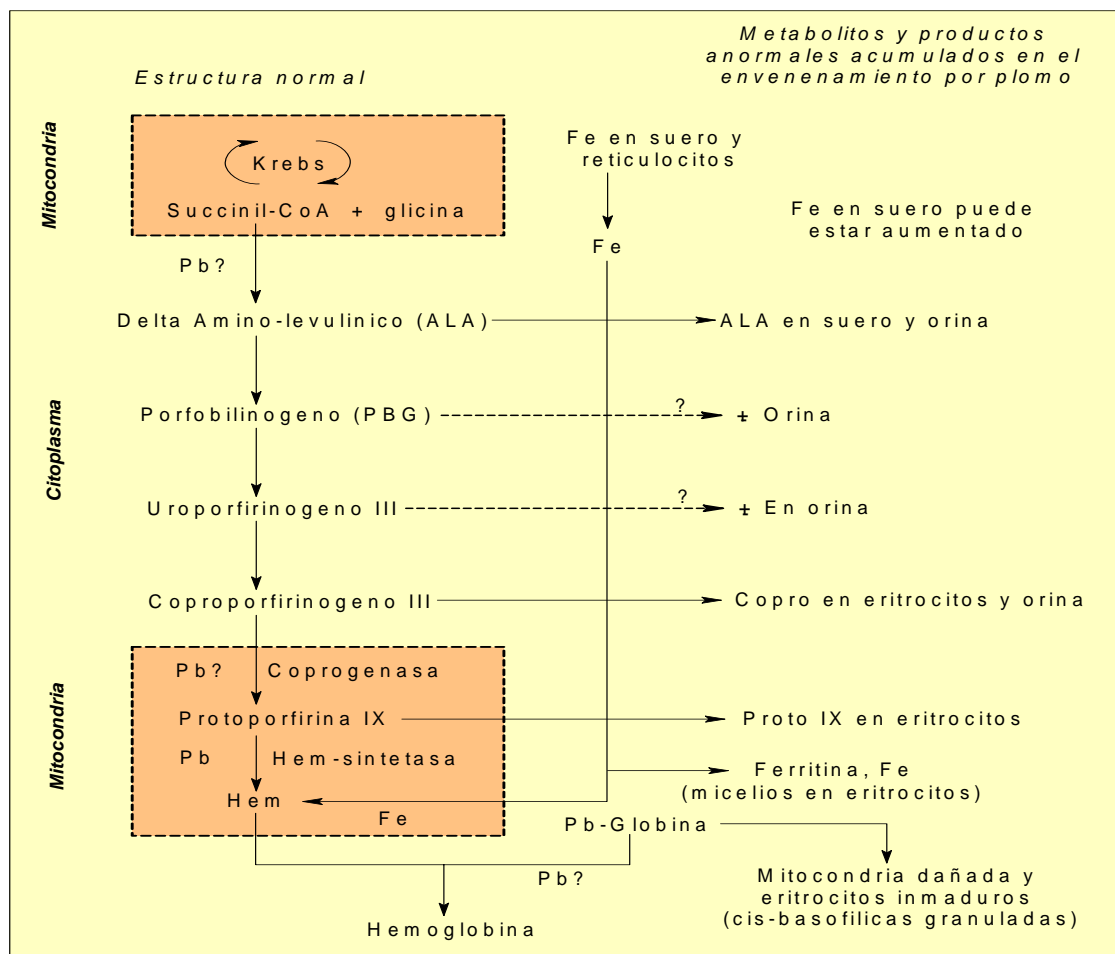 Estructura normal
Metabolitos y productos
anormales acumulados en el
envenenamiento por plomo
Mitocondria
Krebs
Succinil-CoA + glicina
Fe en suero y
reticulocitos
Fe en suero puede
estar aumentado
Fe
Pb?
Delta Amino-levulinico (ALA)
ALA en suero y orina
Citoplasma
Porfobilinogeno (PBG)
?
+ Orina
Uroporfirinogeno III
?
+ En orina
Coproporfirinogeno III
Copro en eritrocitos y orina
Mitocondria
Pb?
Coprogenasa
Protoporfirina IX
Proto IX en eritrocitos
Pb
Hem-sintetasa
Ferritina, Fe
(micelios en eritrocitos)
Hem
Fe
Pb-Globina
Pb?
Mitocondria dañada y
eritrocitos inmaduros
(cis-basofilicas granuladas)
Hemoglobina